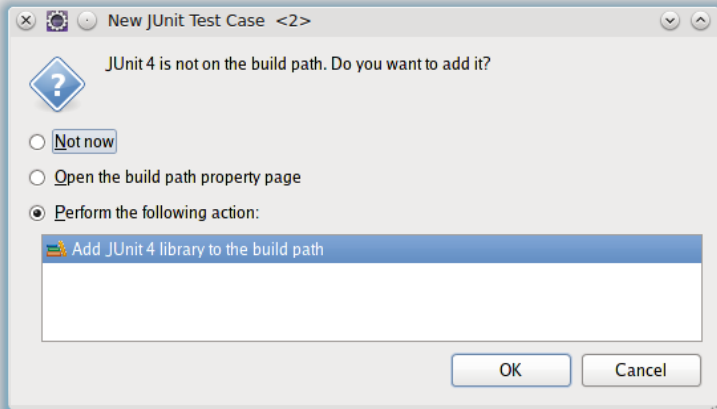 New JUnit Test Case <2>
JUnit 4 is not on the build path. Do you want to add it?
Not now
Open the build path property page
Perform the following action:
Add JUnit 4 library to the build path
OK
Cancel